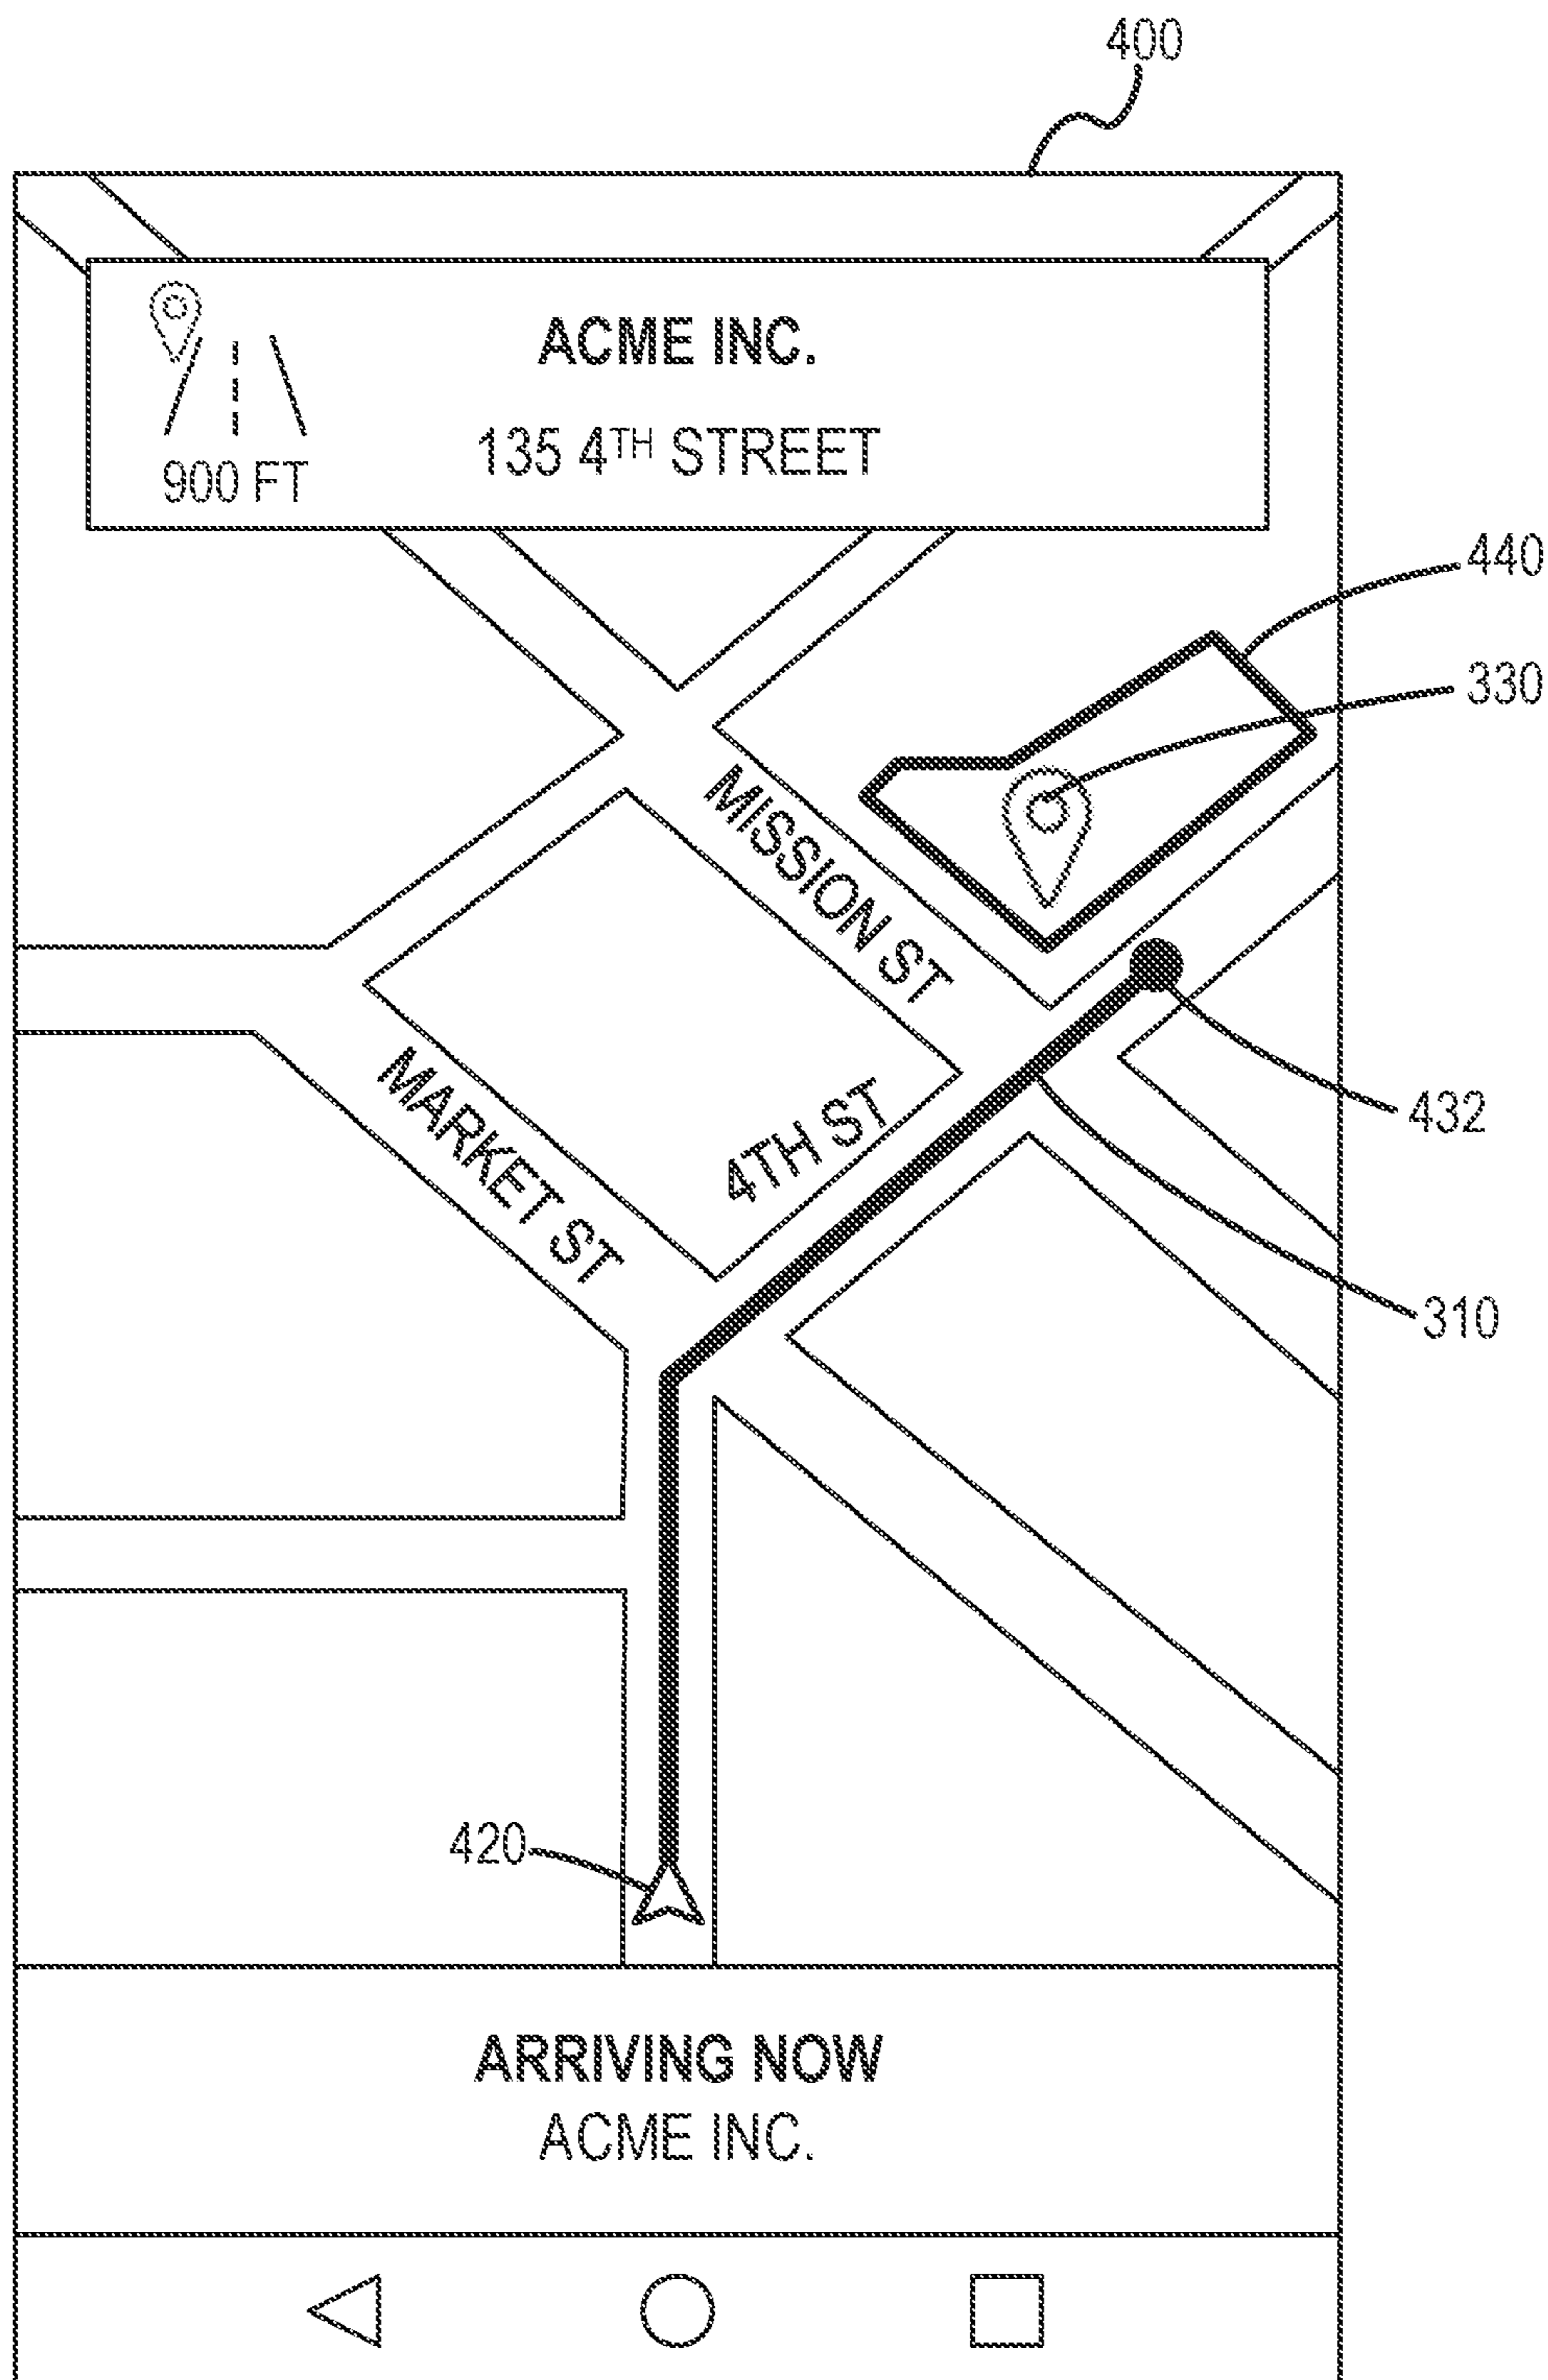 400
ACME INC.
135 4TH STREET
900 FT
440
330
MISSION ST
432
MARKET ST
4TH ST
310
420
ARRIVING NOW
ACME INC.